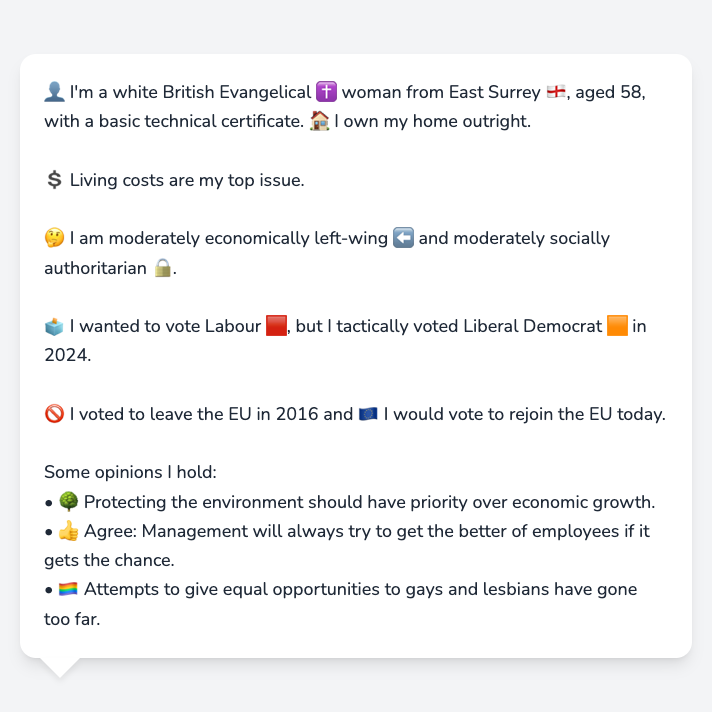 👤 I'm a white British Evangelical ✝️ woman from East Surrey 🏴󠁧󠁢󠁥󠁮󠁧󠁿, aged 58,
with a basic technical certificate. 🏠 I own my home outright.
💲 Living costs are my top issue.
🤔 I am moderately economically left-wing ⬅️ and moderately socially
authoritarian 🔒.
🗳️ I wanted to vote Labour 🟥, but I tactically voted Liberal Democrat 🟧 in
2024.
🚫 I voted to leave the EU in 2016 and 🇪🇺 I would vote to rejoin the EU today.
Some opinions I hold:
• 🌳 Protecting the environment should have priority over economic growth.
• 👍 Agree: Management will always try to get the better of employees if it
gets the chance.
• 🏳️‍🌈 Attempts to give equal opportunities to gays and lesbians have gone
too far.